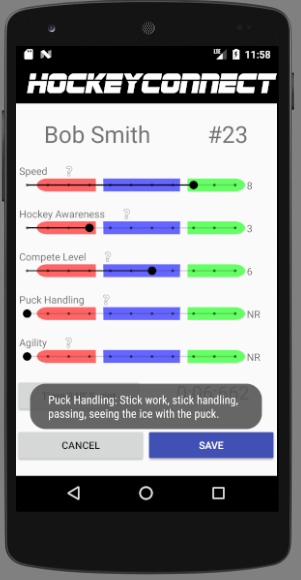 LTE 11:58
HOCKEYCONNECT
Bob Smith #23
Speed ?
8
Hockey Awareness ?
3
Compete Level ?
6
Puck Handling ?
NR
Agility ?
NR
0:06:662
Puck Handling: Stick work, stick handling,
passing, seeing the ice with the puck.
CANCEL SAVE